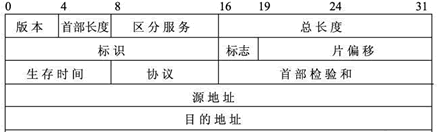 0 4 8 16 19 24 31
版本 首部长度 区分服务 总长度
标识 标志 片偏移
生存时间 协议 首部检验和
源地址
目的地址